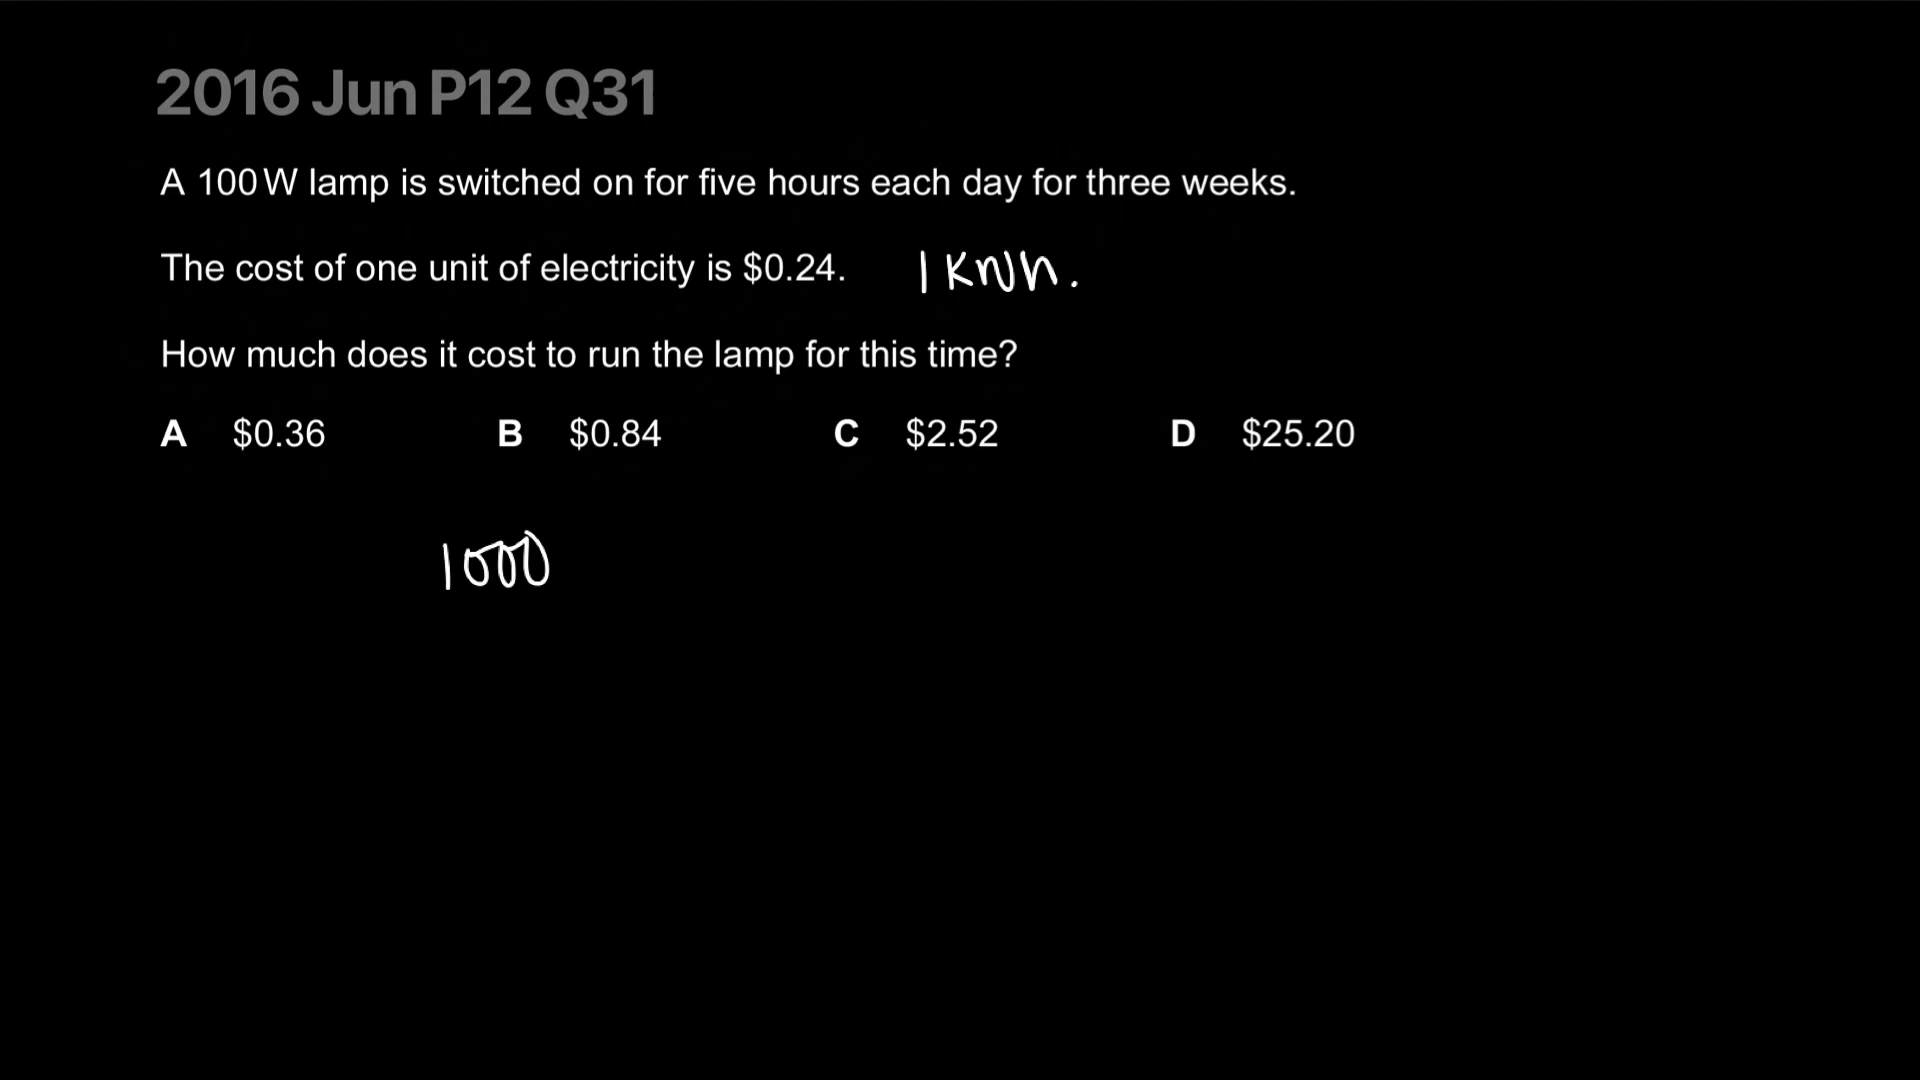 2016 Jun P12 Q31
A 100 W lamp is switched on for five hours each day for three weeks.
The cost of one unit of electricity is $0.24. 1 KWh.
How much does it cost to run the lamp for this time?
A $0.36 B $0.84 C $2.52 D $25.20
1000